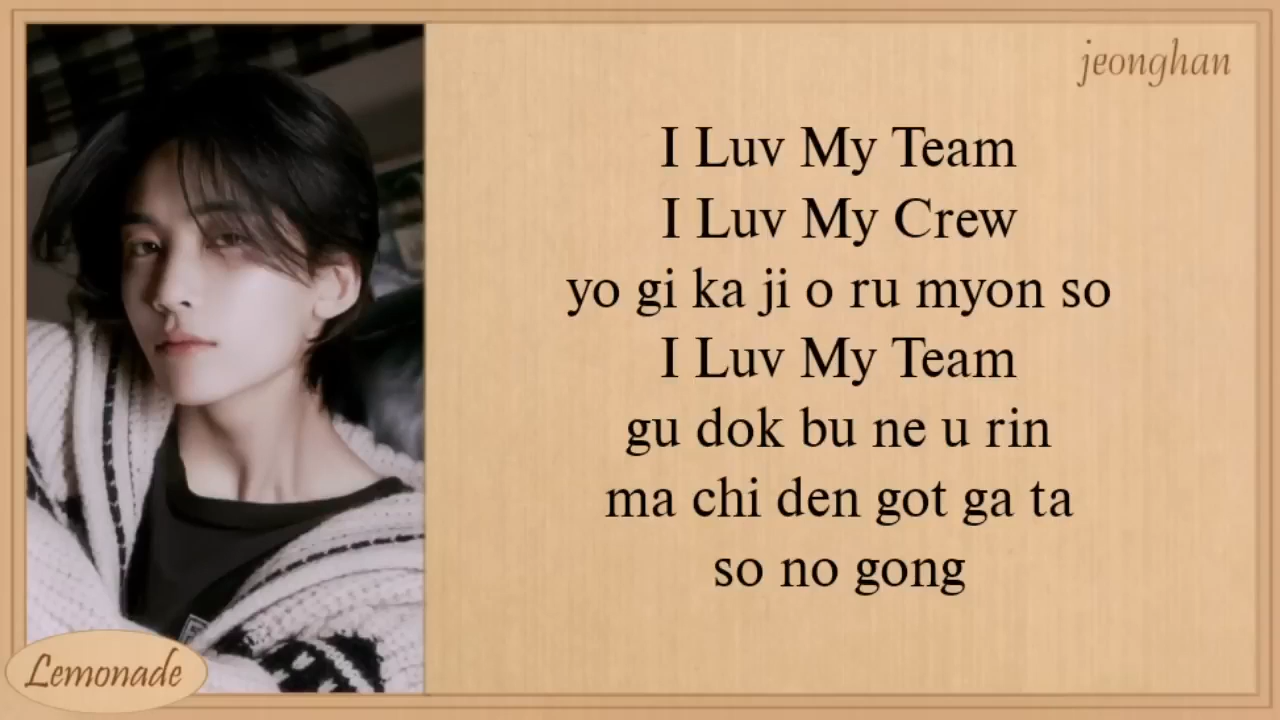 jeonghan
I Luv My Team
I Luv My Crew
yo gi ka ji o ru myon so
I Luv My Team
gu dok bu ne u rin
ma chi den got ga ta
so no gong
Lemonade